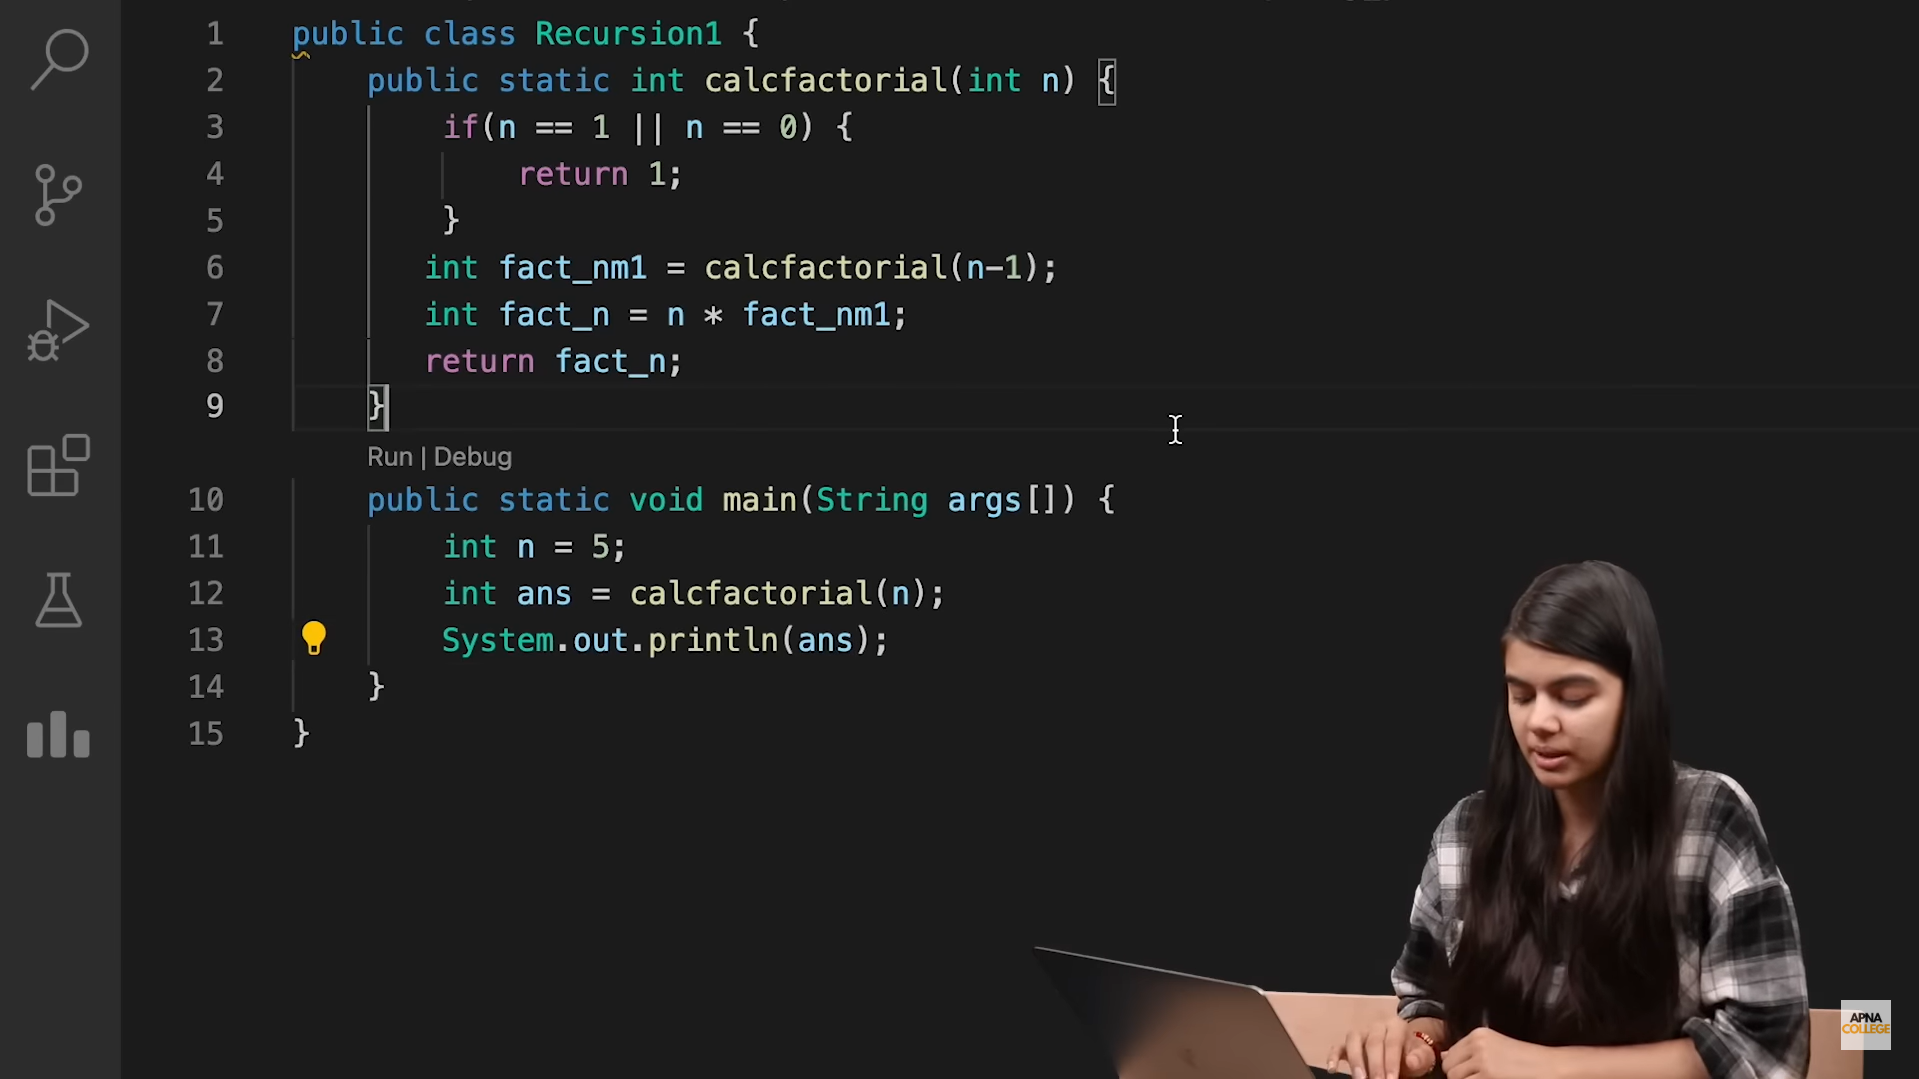 1 public class Recursion1 {
2 public static int calcfactorial(int n) {
3 if(n == 1 || n == 0) {
4 return 1;
5 }
6 int fact_nm1 = calcfactorial(n-1);
7 int fact_n = n * fact_nm1;
8 return fact_n;
9 }
Run | Debug
10 public static void main(String args[]) {
11 int n = 5;
12 int ans = calcfactorial(n);
13 System.out.println(ans);
14 }
15 }
APNA
COLLEGE